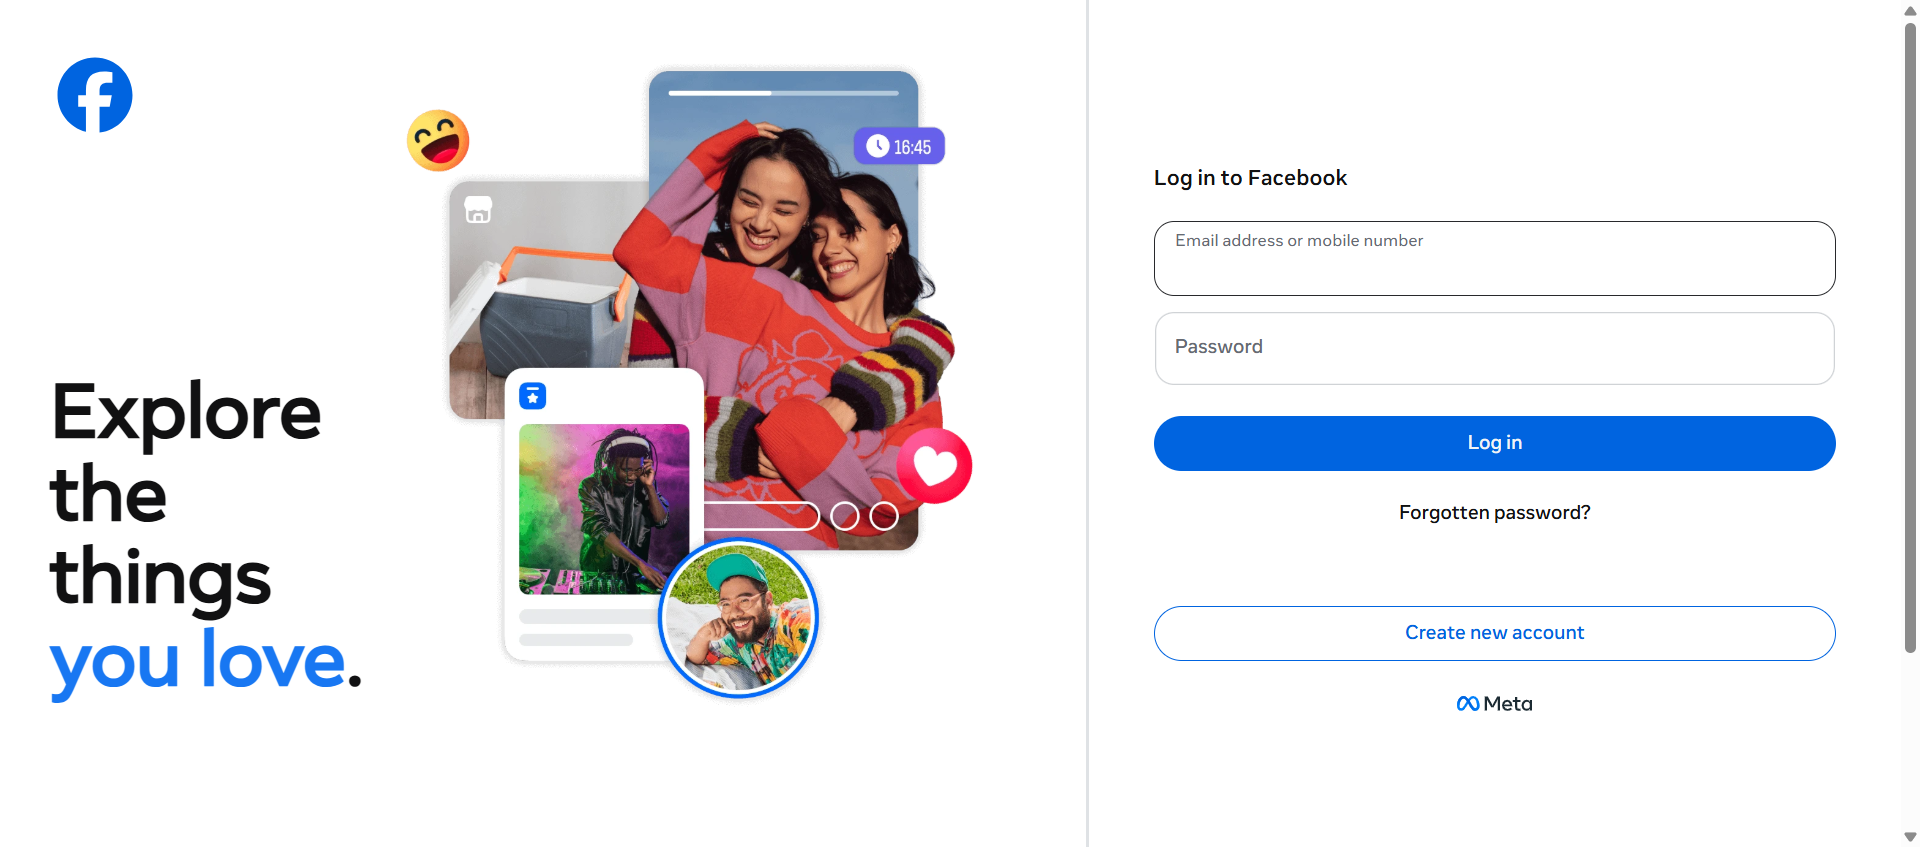 Explore
the
things
you love.
16:45
Log in to Facebook
Email address or mobile number
Password
Log in
Forgotten password?
Create new account
Meta